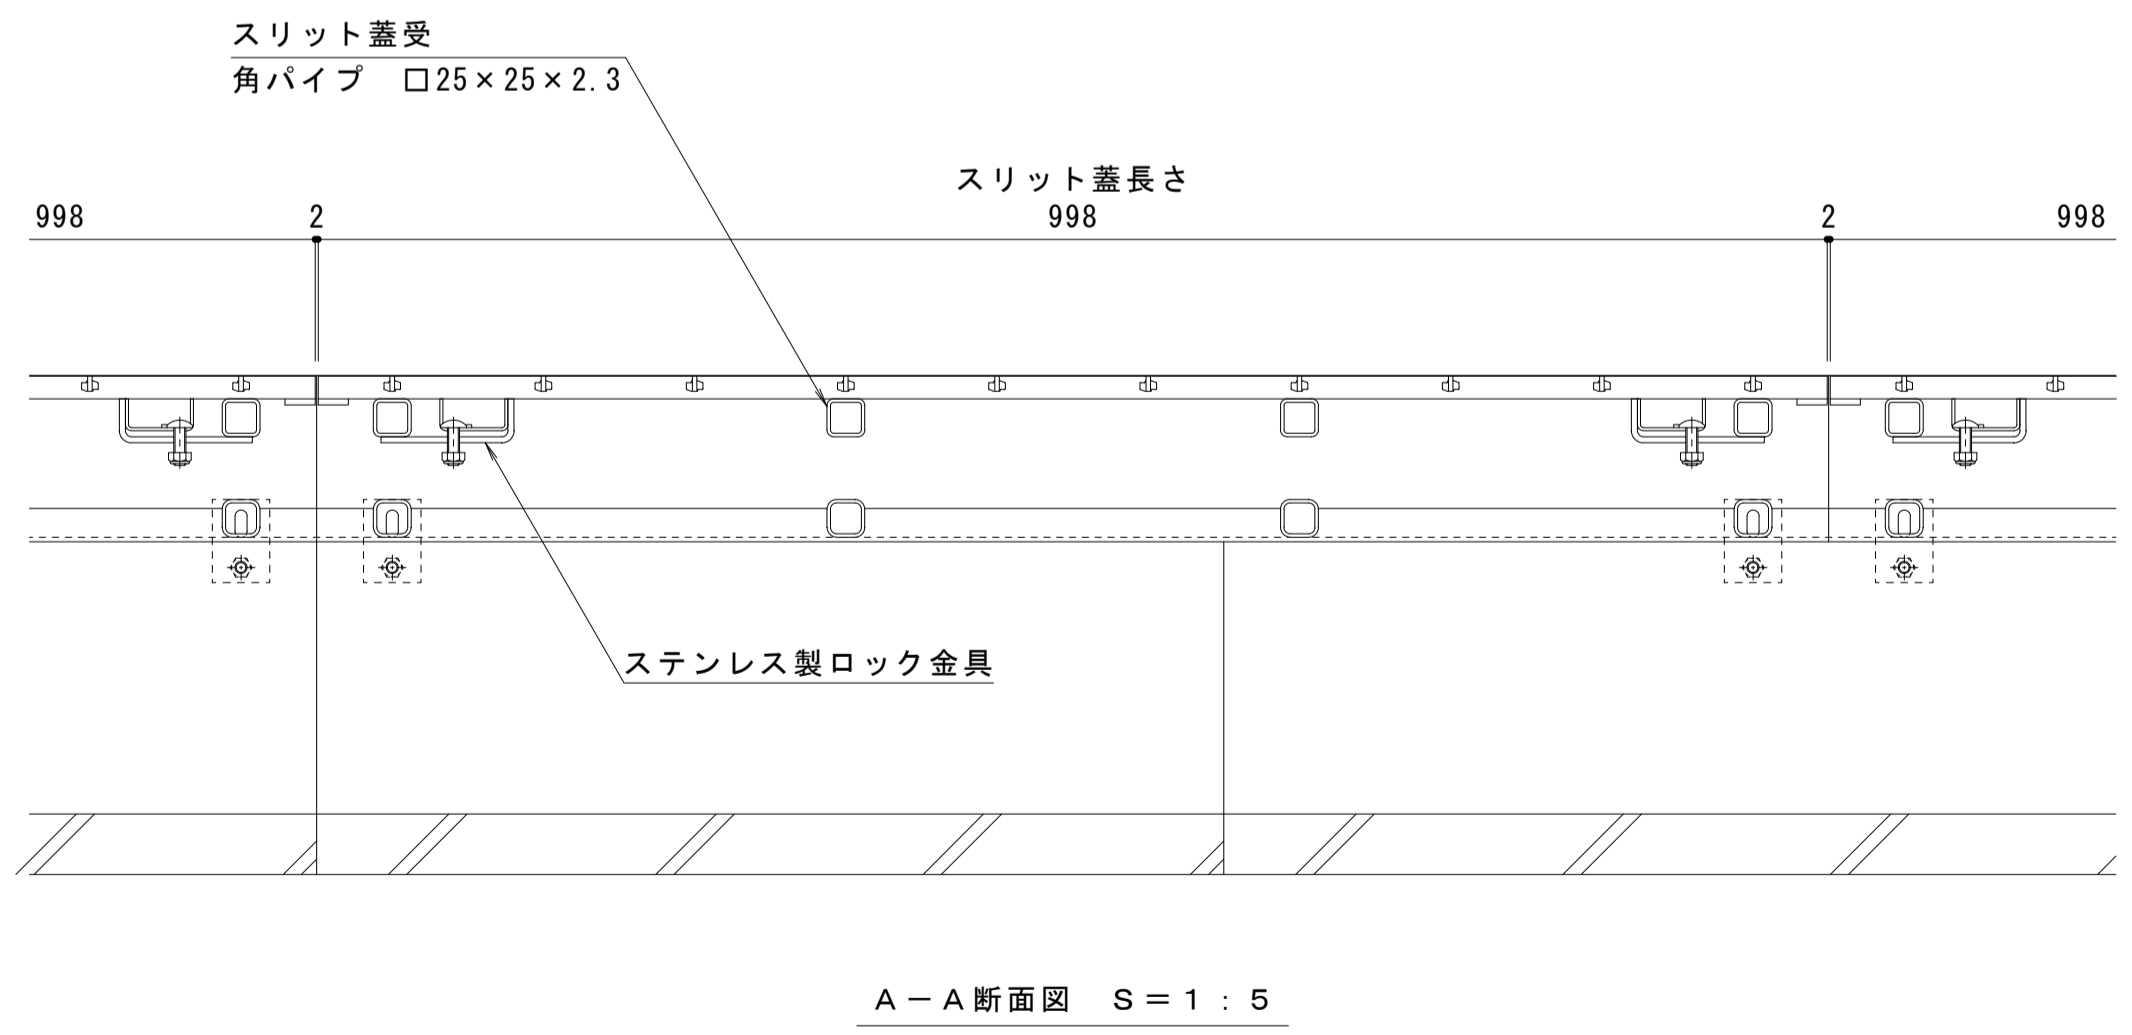 スリット蓋受
角パイプ　□25×25×2.3
スリット蓋長さ
998
2
998
2
998
ステンレス製ロック金具
Ａ－Ａ断面図　Ｓ＝１：５